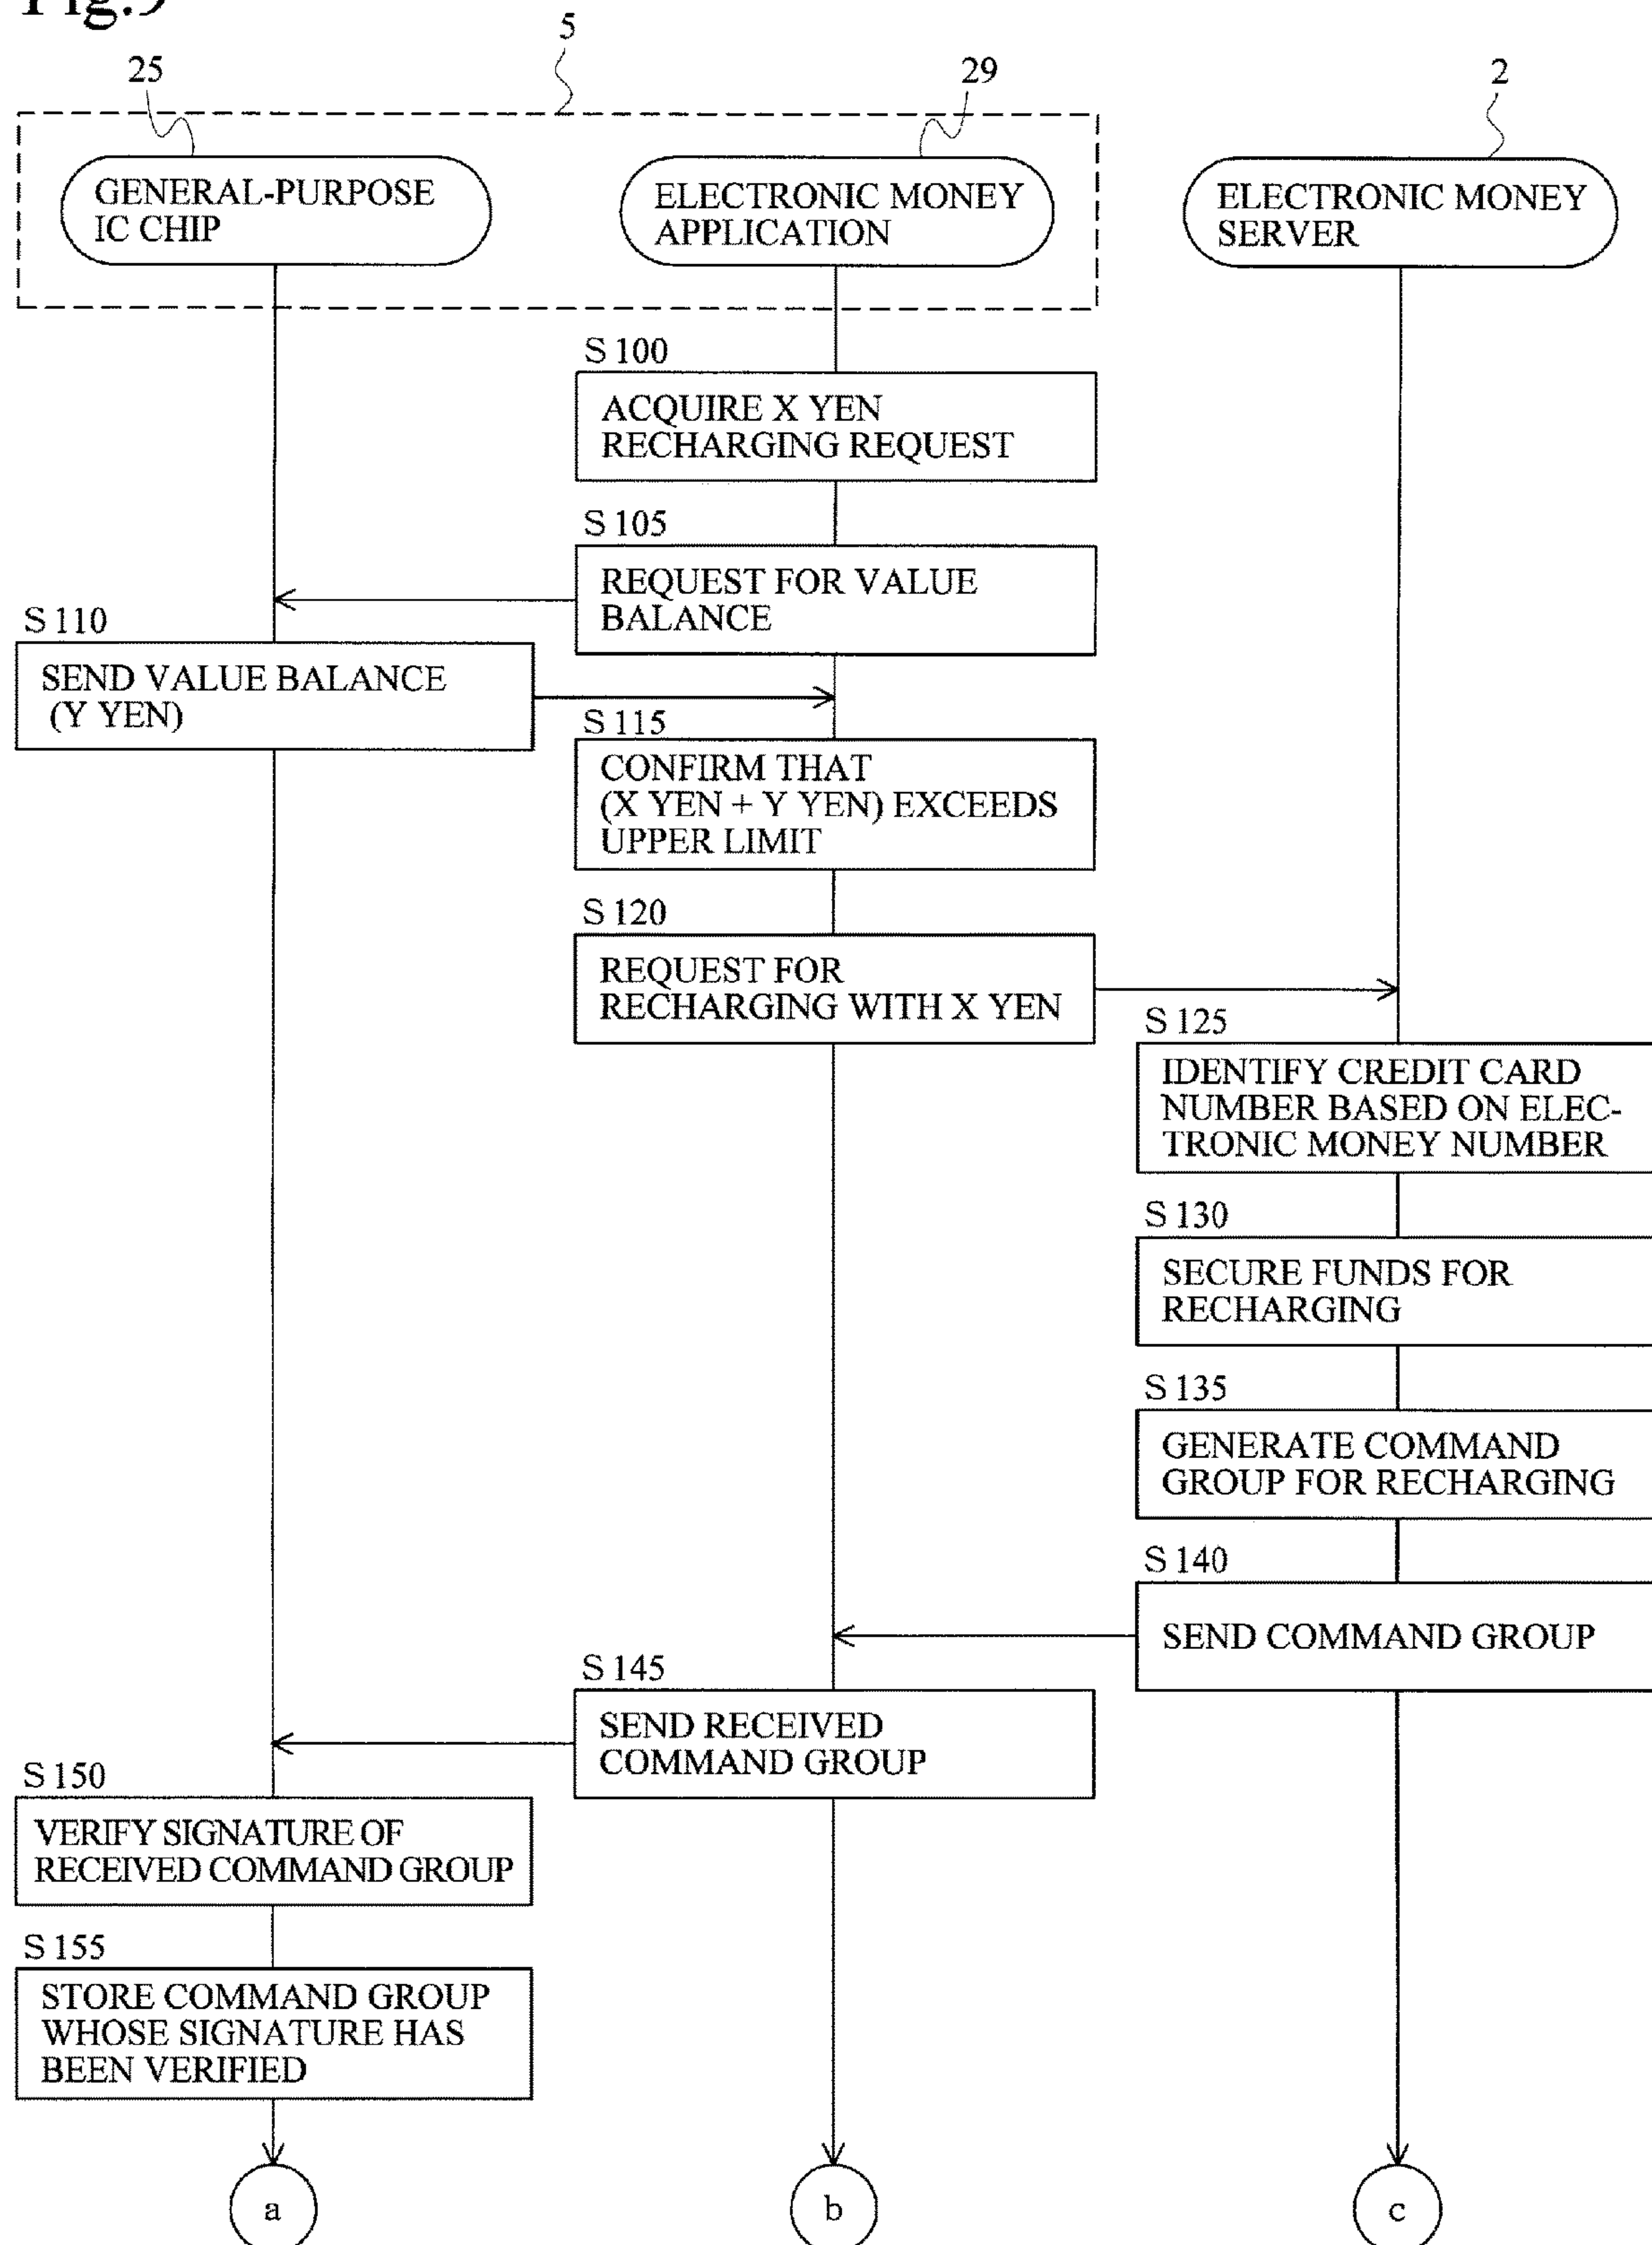 Fig.9
5
25
29
2
GENERAL-PURPOSE
IC CHIP
ELECTRONIC MONEY
APPLICATION
ELECTRONIC MONEY
SERVER
S 100
ACQUIRE X YEN
RECHARGING REQUEST
S 105
REQUEST FOR VALUE
BALANCE
S 110
SEND VALUE BALANCE
(Y YEN)
S 115
CONFIRM THAT
(X YEN + Y YEN) EXCEEDS
UPPER LIMIT
S 120
REQUEST FOR
RECHARGING WITH X YEN
S 125
IDENTIFY CREDIT CARD
NUMBER BASED ON ELEC-
TRONIC MONEY NUMBER
S 130
SECURE FUNDS FOR
RECHARGING
S 135
GENERATE COMMAND
GROUP FOR RECHARGING
S 140
SEND COMMAND GROUP
S 145
SEND RECEIVED
COMMAND GROUP
S 150
VERIFY SIGNATURE OF
RECEIVED COMMAND GROUP
S 155
STORE COMMAND GROUP
WHOSE SIGNATURE HAS
BEEN VERIFIED
a
b
c